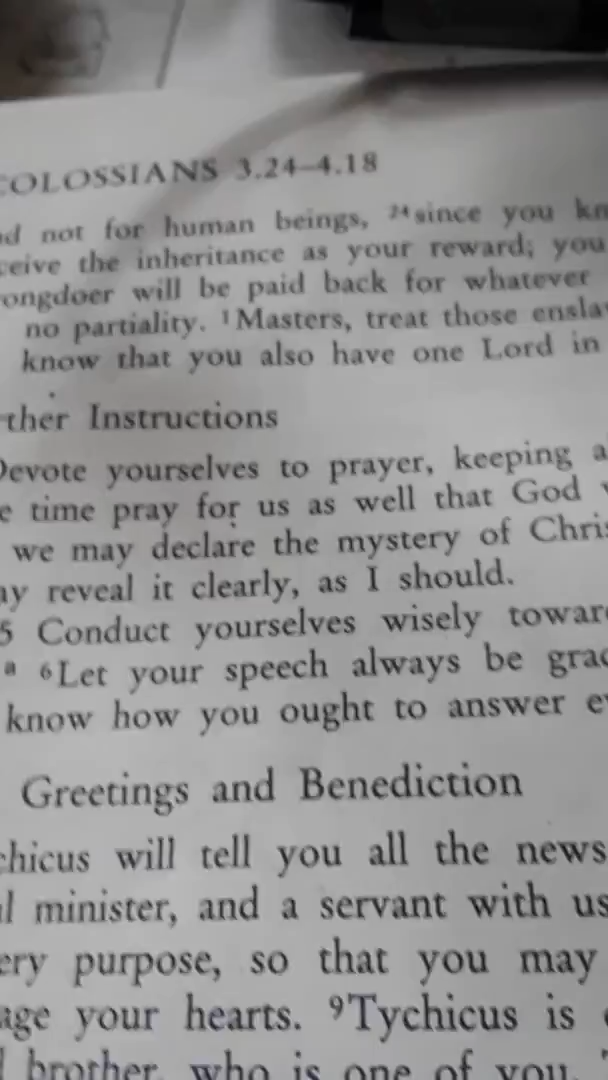 COLOSSIANS 3.24–4.18
nd not for human beings, ²⁴since you kn
ceive the inheritance as your reward; you
ongdoer will be paid back for whatever
no partiality. ¹Masters, treat those ensla
know that you also have one Lord in
ther Instructions
Devote yourselves to prayer, keeping a
e time pray for us as well that God
we may declare the mystery of Chris
ay reveal it clearly, as I should.
5 Conduct yourselves wisely towar
ᵃ ⁶Let your speech always be grac
know how you ought to answer ev
Greetings and Benediction
chicus will tell you all the news
l minister, and a servant with us
ery purpose, so that you may
age your hearts. ⁹Tychicus is
brother, who is one of you.